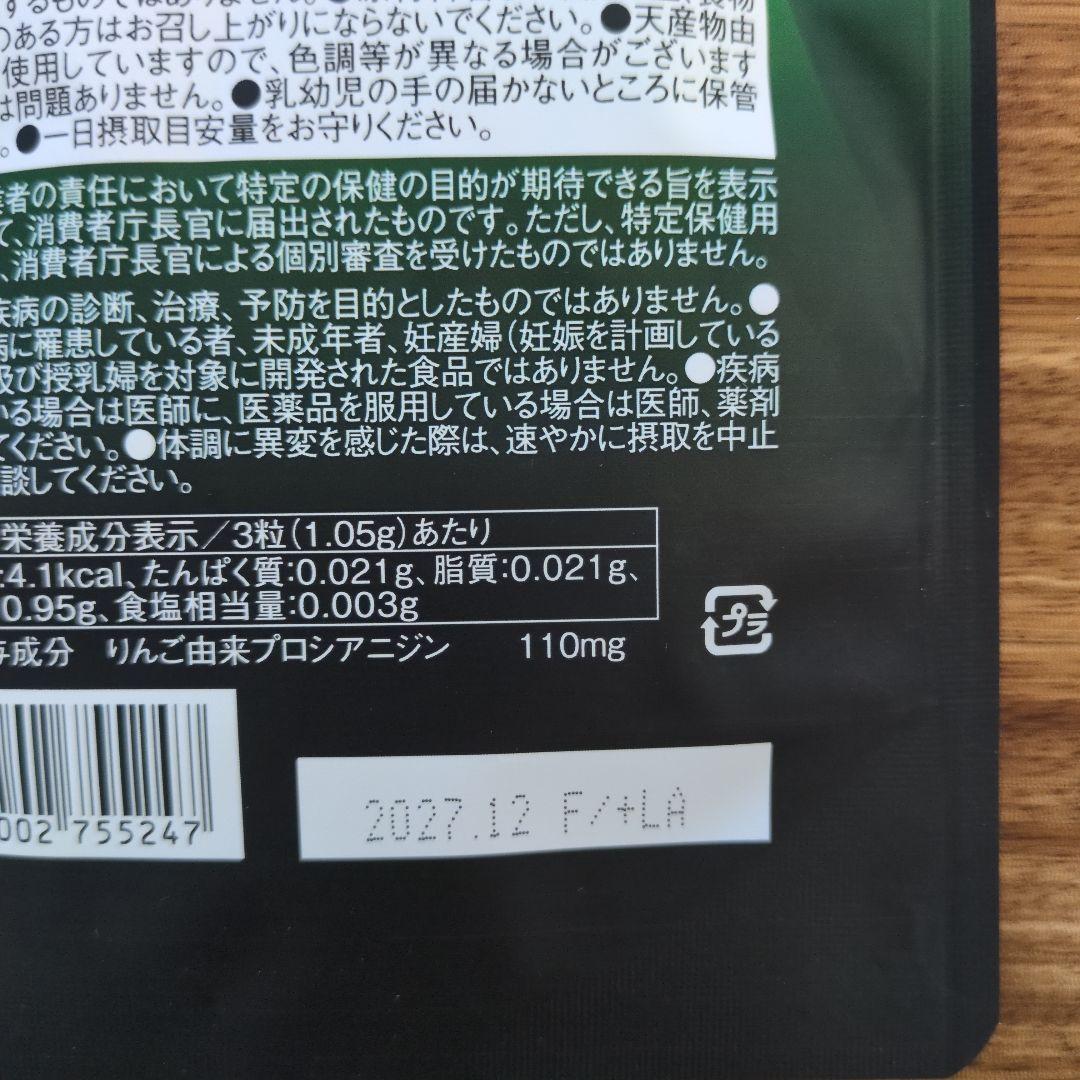 するものではありません。●原材料
のある方はお召し上がりにならないでください。●天産物由
使用していますので、色調等が異なる場合がございます
は問題ありません。●乳幼児の手の届かないところに保管
。●一日摂取目安量をお守りください。
者の責任において特定の保健の目的が期待できる旨を表示
て、消費者庁長官に届出されたものです。ただし、特定保健用
、消費者庁長官による個別審査を受けたものではありません。
疾病の診断、治療、予防を目的としたものではありません。●
病に罹患している者、未成年者、妊産婦(妊娠を計画している
及び授乳婦を対象に開発された食品ではありません。●疾病
いる場合は医師に、医薬品を服用している場合は医師、薬剤
てください。●体調に異変を感じた際は、速やかに摂取を中止
談してください。
栄養成分表示／3粒(1.05g)あたり
:4.1kcal、たんぱく質:0.021g、脂質:0.021g、
0.95g、食塩相当量:0.003g
与成分 りんご由来プロシアニジン 110mg
プラ
002 755247
2027.12 F/+LA